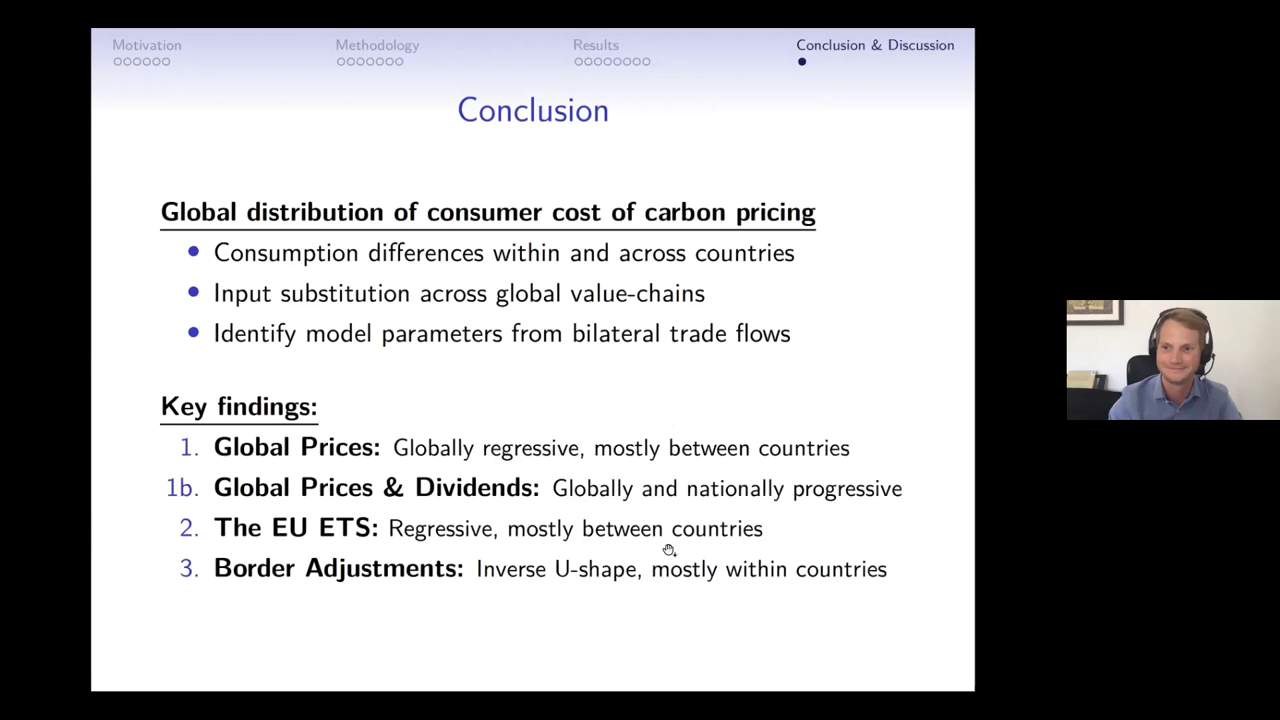 Motivation Methodology Results Conclusion & Discussion
Conclusion
Global distribution of consumer cost of carbon pricing
Consumption differences within and across countries
Input substitution across global value-chains
Identify model parameters from bilateral trade flows
Key findings:
1. Global Prices: Globally regressive, mostly between countries
1b. Global Prices & Dividends: Globally and nationally progressive
2. The EU ETS: Regressive, mostly between countries
3. Border Adjustments: Inverse U-shape, mostly within countries